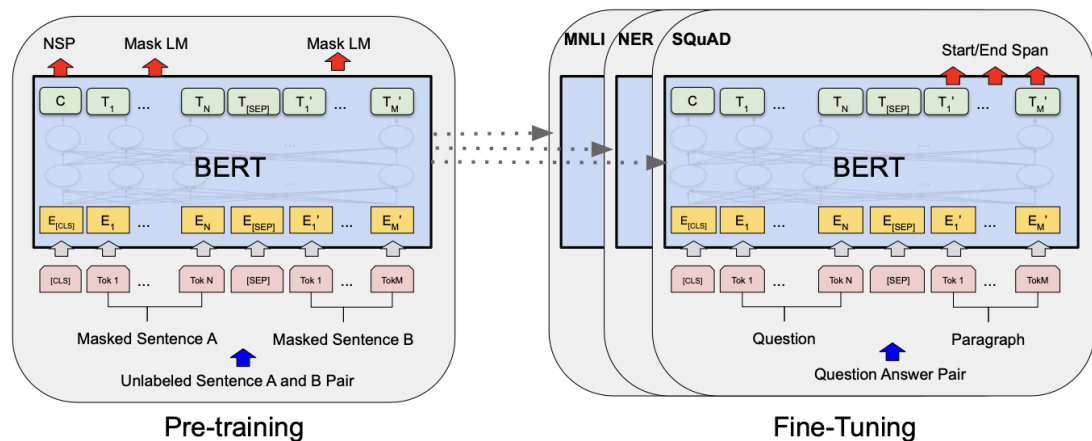 NSP Mask LM Mask LM
C T1 ... TN T[SEP] T1' ... TM'
...
BERT
...
E[CLS] E1 ... EN E[SEP] E1' ... EM'
[CLS] Tok 1 ... Tok N [SEP] Tok 1 ... TokM
Masked Sentence A Masked Sentence B
Unlabeled Sentence A and B Pair
Pre-training
MNLI NER SQuAD
Start/End Span
C T1 ... TN T[SEP] T1' ... TM'
...
BERT
...
E[CLS] E1 ... EN E[SEP] E1' ... EM'
[CLS] Tok 1 ... Tok N [SEP] Tok 1 ... TokM
Question Paragraph
Question Answer Pair
Fine-Tuning